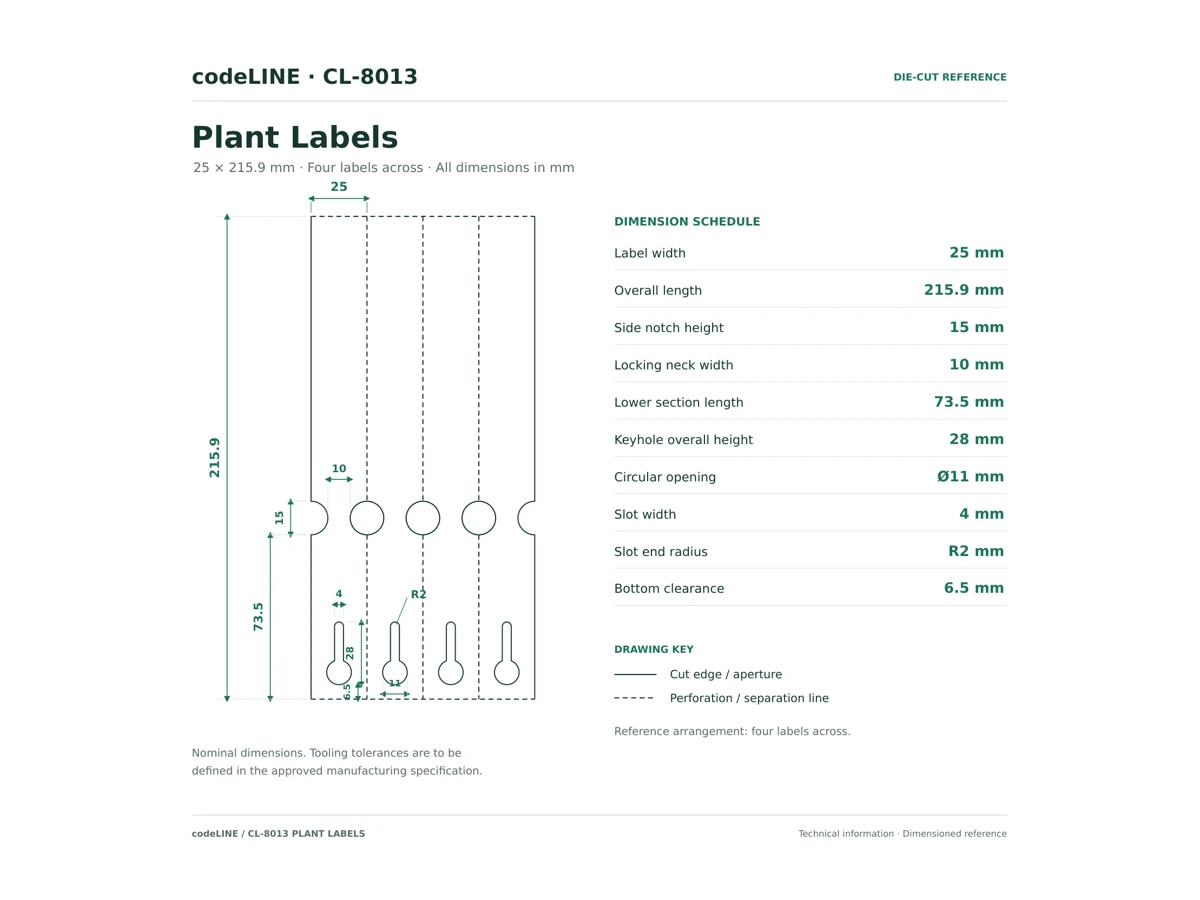 codeLINE · CL-8013
DIE-CUT REFERENCE
Plant Labels
25 × 215.9 mm · Four labels across · All dimensions in mm
25
215.9
10
15
73.5
4
R2
28
11
6.5
DIMENSION SCHEDULE
Label width 25 mm
Overall length 215.9 mm
Side notch height 15 mm
Locking neck width 10 mm
Lower section length 73.5 mm
Keyhole overall height 28 mm
Circular opening Ø11 mm
Slot width 4 mm
Slot end radius R2 mm
Bottom clearance 6.5 mm
DRAWING KEY
Cut edge / aperture
Perforation / separation line
Reference arrangement: four labels across.
Nominal dimensions. Tooling tolerances are to be
defined in the approved manufacturing specification.
codeLINE / CL-8013 PLANT LABELS
Technical information · Dimensioned reference